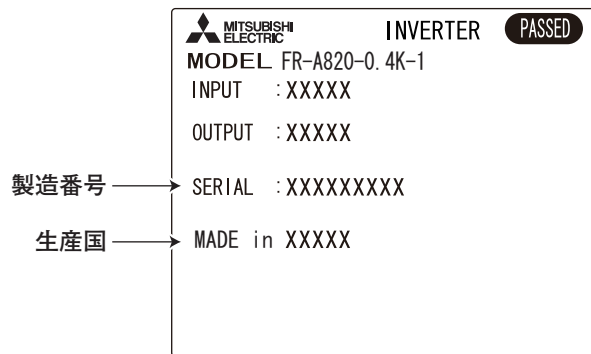 MITSUBISHI ELECTRIC INVERTER PASSED
MODEL FR-A820-0.4K-1
INPUT :XXXXX
OUTPUT :XXXXX
製造番号 SERIAL :XXXXXXXXX
生産国 MADE in XXXXX